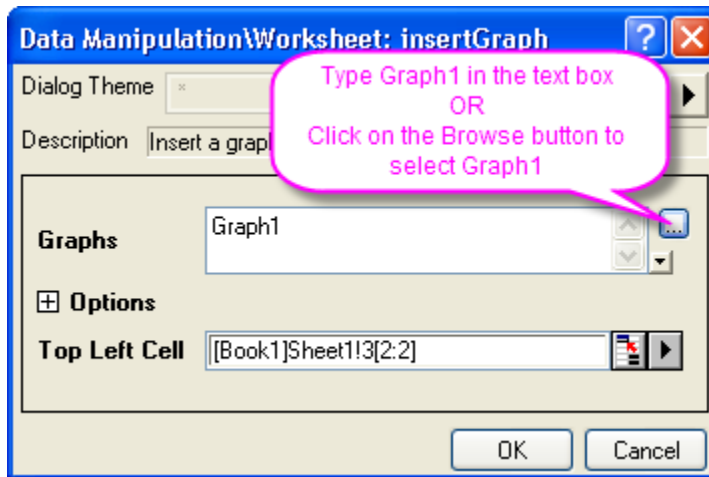 Data Manipulation\Worksheet: insertGraph
Type Graph1 in the text box
OR
Click on the Browse button to
select Graph1
Dialog Theme *
Description Insert a grap
Graphs Graph1
Options
Top Left Cell [Book1]Sheet1!3[2:2]
OK Cancel